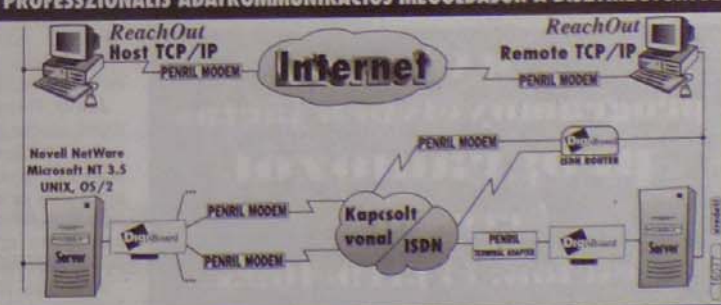 PROFESSZIONÁLIS ADATKOMMUNIKÁCIÓS MEGOLDÁSOK A
ReachOut
Host TCP/IP
PENRIL MODEM
Internet
PENRIL MODEM
ReachOut
Remote TCP/IP
Novell NetWare
Microsoft NT 3.5
UNIX, OS/2
PENRIL MODEM
DigiBoard
ISDN ROUTER
Server
DigiBoard
PENRIL MODEM
PENRIL MODEM
Kapcsolt
vonal
ISDN
PENRIL
TERMINAL ADAPTER
DigiBoard
Server